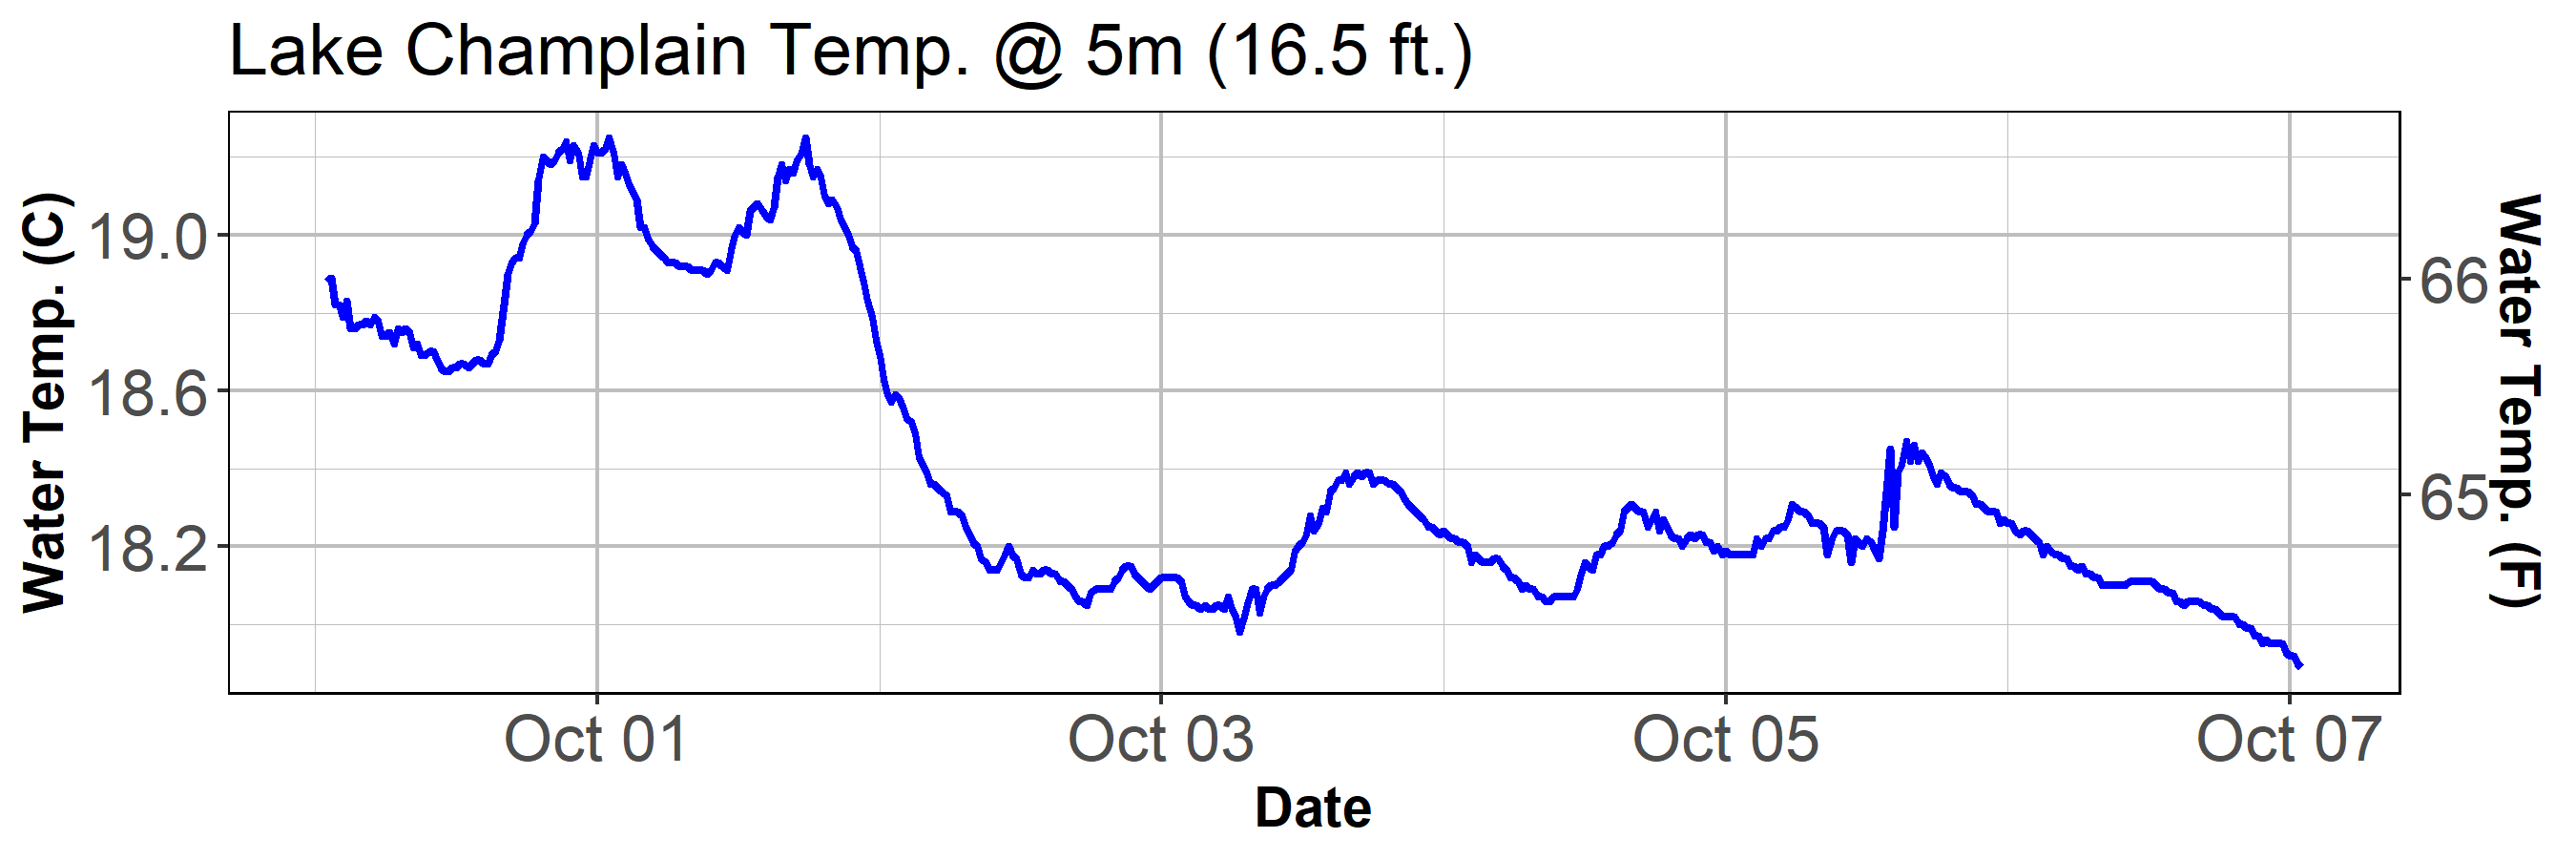 Lake Champlain Temp. @ 5m (16.5 ft.)
Water Temp. (C)
19.0
18.6
18.2
66
65
Water Temp. (F)
Oct 01
Oct 03
Oct 05
Oct 07
Date